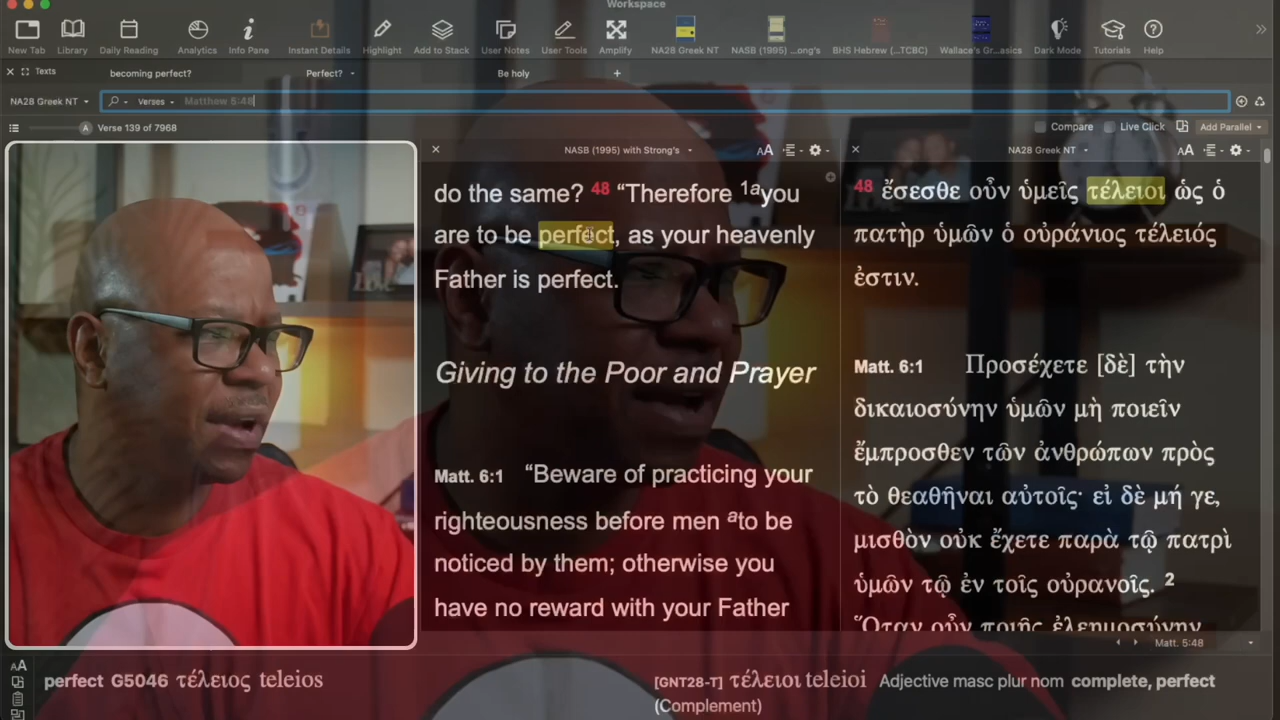 Workspace
New Tab Library Daily Reading Analytics Info Pane Instant Details Highlight Add to Stack User Notes User Tools Amplify NA28 Greek NT NASB (1995) ...ong's BHS Hebrew (...TCBC) Wallace's Gr...asics Dark Mode Tutorials Help
Texts becoming perfect? Perfect? Be holy
NA28 Greek NT Verses Matthew 5:48
A Verse 139 of 7968 Compare Live Click Add Parallel
NASB (1995) with Strong's
do the same? 48 “Therefore 1a you
are to be perfect, as your heavenly
Father is perfect.
Giving to the Poor and Prayer
Matt. 6:1 “Beware of practicing your
righteousness before men a to be
noticed by them; otherwise you
have no reward with your Father
NA28 Greek NT
48 ἔσεσθε οὖν ὑμεῖς τέλειοι ὡς ὁ
πατὴρ ὑμῶν ὁ οὐράνιος τέλειός
ἐστιν.
Matt. 6:1 Προσέχετε [δὲ] τὴν
δικαιοσύνην ὑμῶν μὴ ποιεῖν
ἔμπροσθεν τῶν ἀνθρώπων πρὸς
τὸ θεαθῆναι αὐτοῖς· εἰ δὲ μή γε,
μισθὸν οὐκ ἔχετε παρὰ τῷ πατρὶ
ὑμῶν τῷ ἐν τοῖς οὐρανοῖς. 2
Ὅταν οὖν ποιῇς ἐλεημοσύνην
Matt. 5:48
perfect G5046 τέλειος teleios
[GNT28-T] τέλειοι teleioi Adjective masc plur nom complete, perfect
(Complement)